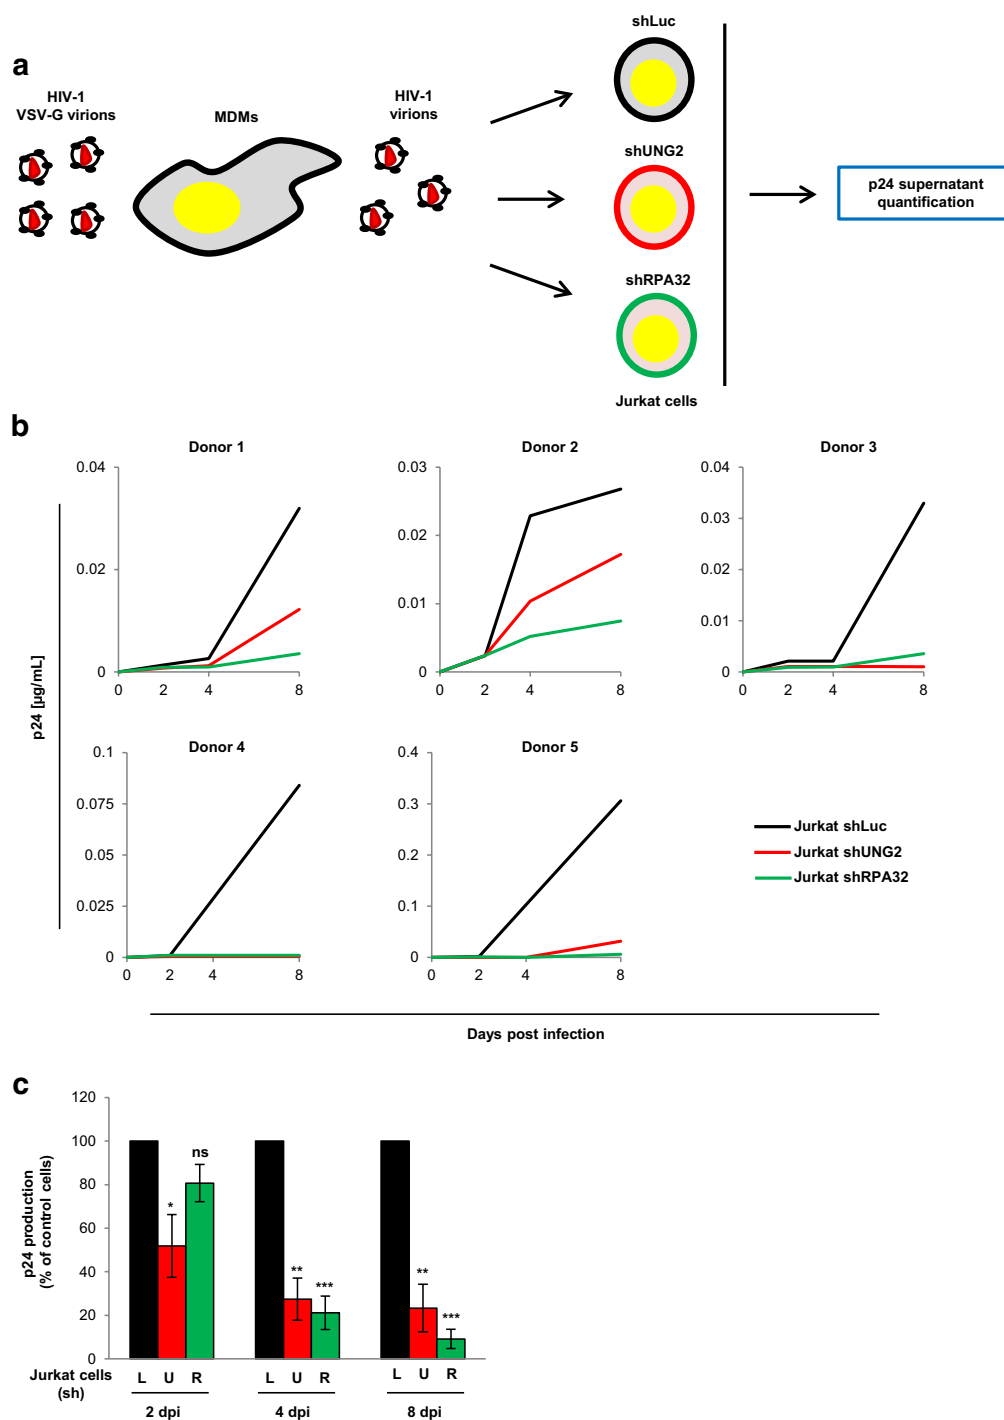 a
HIV-1
VSV-G virions
MDMs
HIV-1
virions
shLuc
shUNG2
shRPA32
Jurkat cells
p24 supernatant
quantification
b
p24 [µg/mL]
Donor 1
0.04
0.02
0
0 2 4 8
Donor 2
0.03
0.02
0.01
0
0 2 4 8
Donor 3
0.04
0.03
0.02
0.01
0
0 2 4 8
Donor 4
0.1
0.075
0.05
0.025
0
0 2 4 8
Donor 5
0.4
0.3
0.2
0.1
0
0 2 4 8
Jurkat shLuc
Jurkat shUNG2
Jurkat shRPA32
Days post infection
c
p24 production
(% of control cells)
120
100
80
60
40
20
0
* ns
** ***
** ***
Jurkat cells
(sh)
L U R L U R L U R
2 dpi 4 dpi 8 dpi